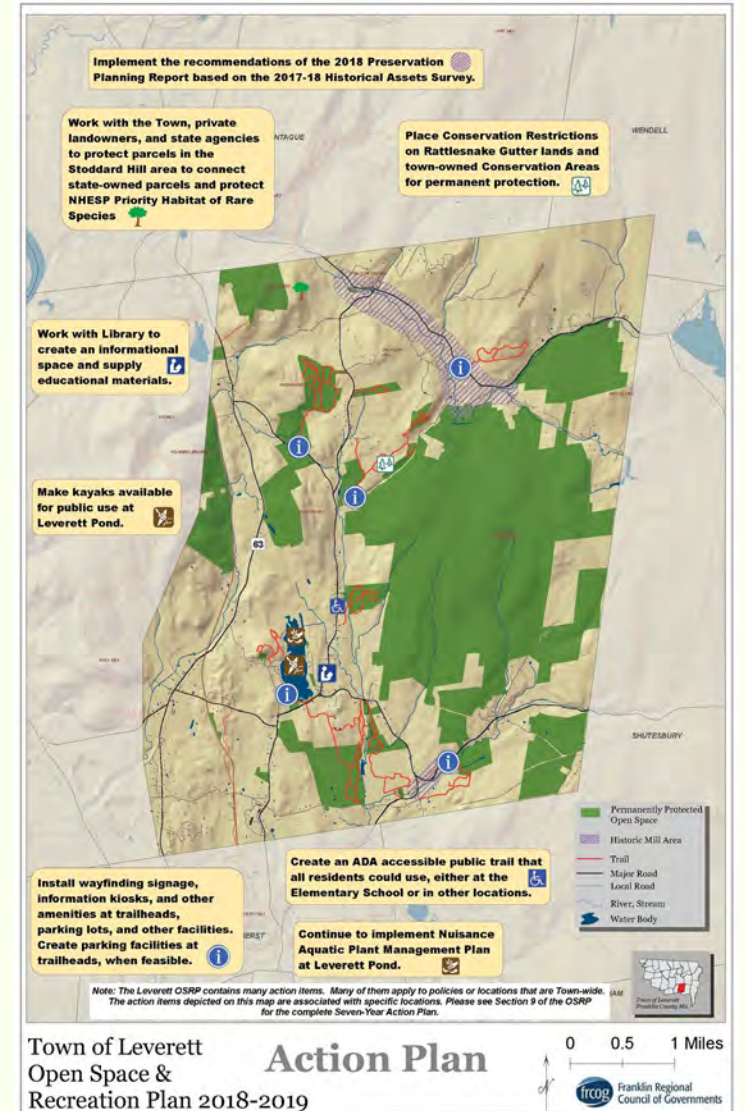 Implement the recommendations of the 2018 Preservation
Planning Report based on the 2017-18 Historical Assets Survey.
Work with the Town, private
landowners, and state agencies
to protect parcels in the
Stoddard Hill area to connect
state-owned parcels and protect
NHESP Priority Habitat of Rare
Species
NTAGUE
Place Conservation Restrictions
on Rattlesnake Gutter lands and
town-owned Conservation Areas
for permanent protection.
WENDELL
Work with Library to
create an informational
space and supply
educational materials.
Make kayaks available
for public use at
Leverett Pond.
63
SHUTESBURY
Permanently Protected
Open Space
Historic Mill Area
Trail
Major Road
Local Road
River, Stream
Water Body
Install wayfinding signage,
information kiosks, and other
amenities at trailheads,
parking lots, and other facilities.
Create parking facilities at
trailheads, when feasible.
Create an ADA accessible public trail that
all residents could use, either at the
Elementary School or in other locations.
HERST
Continue to implement Nuisance
Aquatic Plant Management Plan
at Leverett Pond.
Note: The Leverett OSRP contains many action items. Many of them apply to policies or locations that are Town-wide.
The action items depicted on this map are associated with specific locations. Please see Section 9 of the OSRP
for the complete Seven-Year Action Plan.
Town of Leverett
Franklin County, MA
Town of Leverett
Open Space &
Recreation Plan 2018-2019
Action Plan
N
0 0.5 1 Miles
frcog
Franklin Regional
Council of Governments